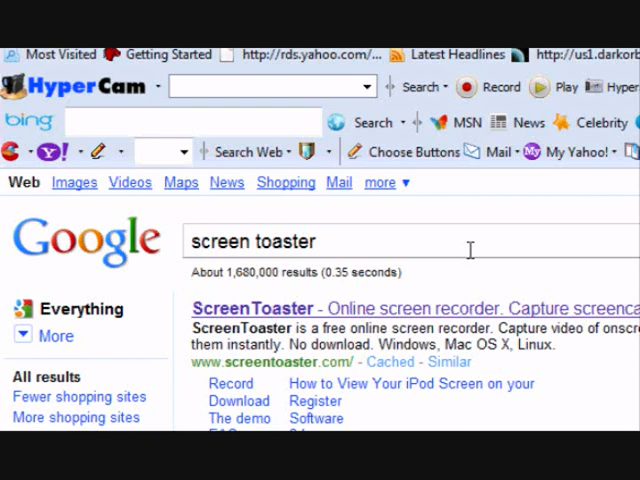 Most Visited Getting Started http://rds.yahoo.com/... Latest Headlines http://us1.darkorb
HyperCam Search Record Play Hyper
bing Search MSN News Celebrity
Y! Search Web Choose Buttons Mail My My Yahoo!
Web Images Videos Maps News Shopping Mail more ▼
Google screen toaster
About 1,680,000 results (0.35 seconds)
Everything
More
All results
Fewer shopping sites
More shopping sites
ScreenToaster - Online screen recorder. Capture screenca
ScreenToaster is a free online screen recorder. Capture video of onscre
them instantly. No download. Windows, Mac OS X, Linux.
www.screentoaster.com/ - Cached - Similar
Record How to View Your iPod Screen on your
Download Register
The demo Software